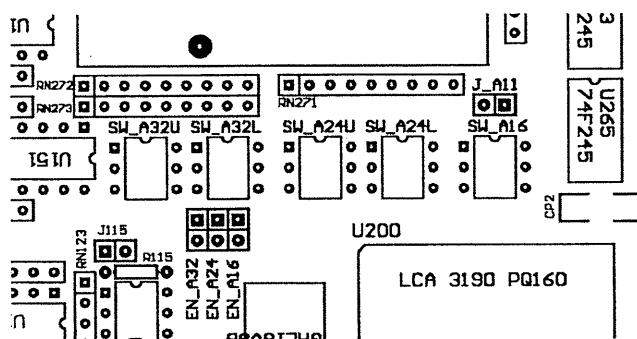 RN272
RN273
RN271
J_A11
U265
74F245
245
SW_A32U
SW_A32L
SW_A24U
SW_A24L
SW_A16
U151
CP2
U200
J115
R115
RN123
EN_A32
EN_A24
EN_A16
LCA 3190 PQ160